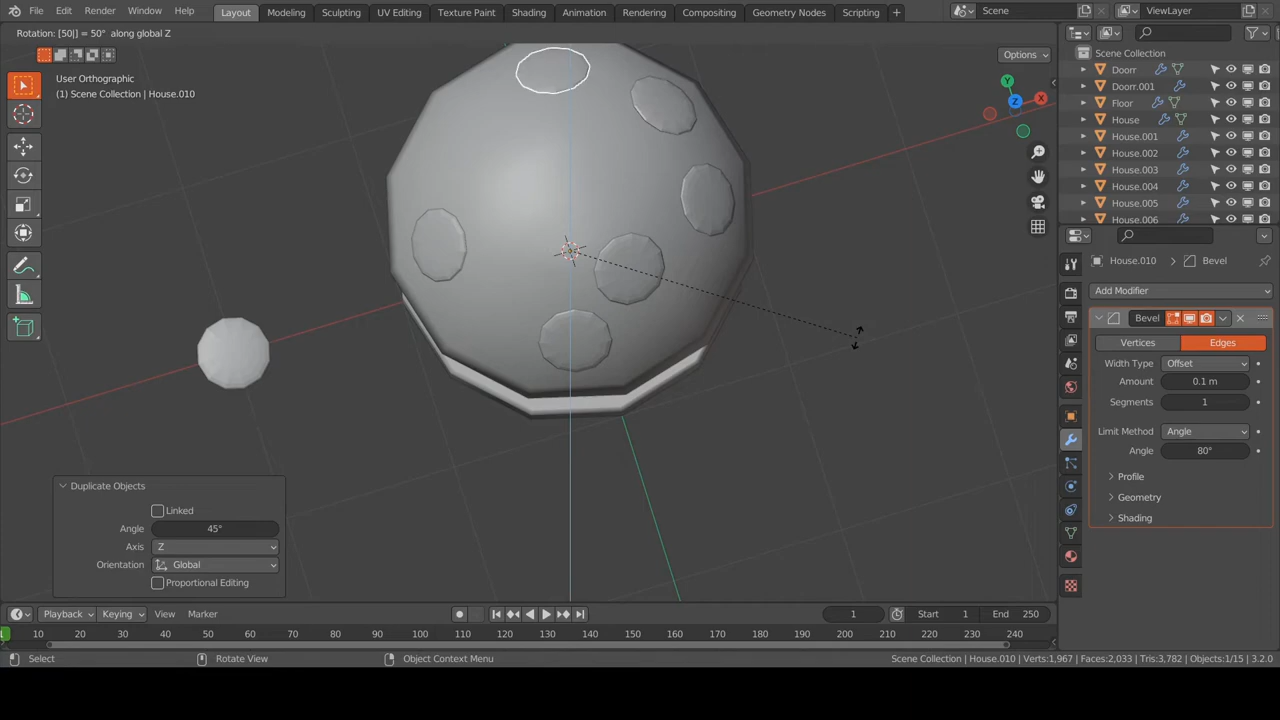 File Edit Render Window Help Layout Modeling Sculpting UV Editing Texture Paint Shading Animation Rendering Compositing Geometry Nodes Scripting + Scene ViewLayer
Rotation: [50|] = 50° along global Z
Options
User Orthographic
(1) Scene Collection | House.010
Y
X
Z
Scene Collection
Doorr
Doorr.001
Floor
House
House.001
House.002
House.003
House.004
House.005
House.006
House.010 Bevel
Add Modifier
Bevel
Vertices Edges
Width Type Offset
Amount 0.1 m
Segments 1
Limit Method Angle
Angle 80°
Profile
Geometry
Shading
Duplicate Objects
Linked
Angle 45°
Axis Z
Orientation Global
Proportional Editing
Playback Keying View Marker 1 Start 1 End 250
1 10 20 30 40 50 60 70 80 90 100 110 120 130 140 150 160 170 180 190 200 210 220 230 240
Select Rotate View Object Context Menu Scene Collection | House.010 | Verts:1,967 | Faces:2,033 | Tris:3,782 | Objects:1/15 | 3.2.0